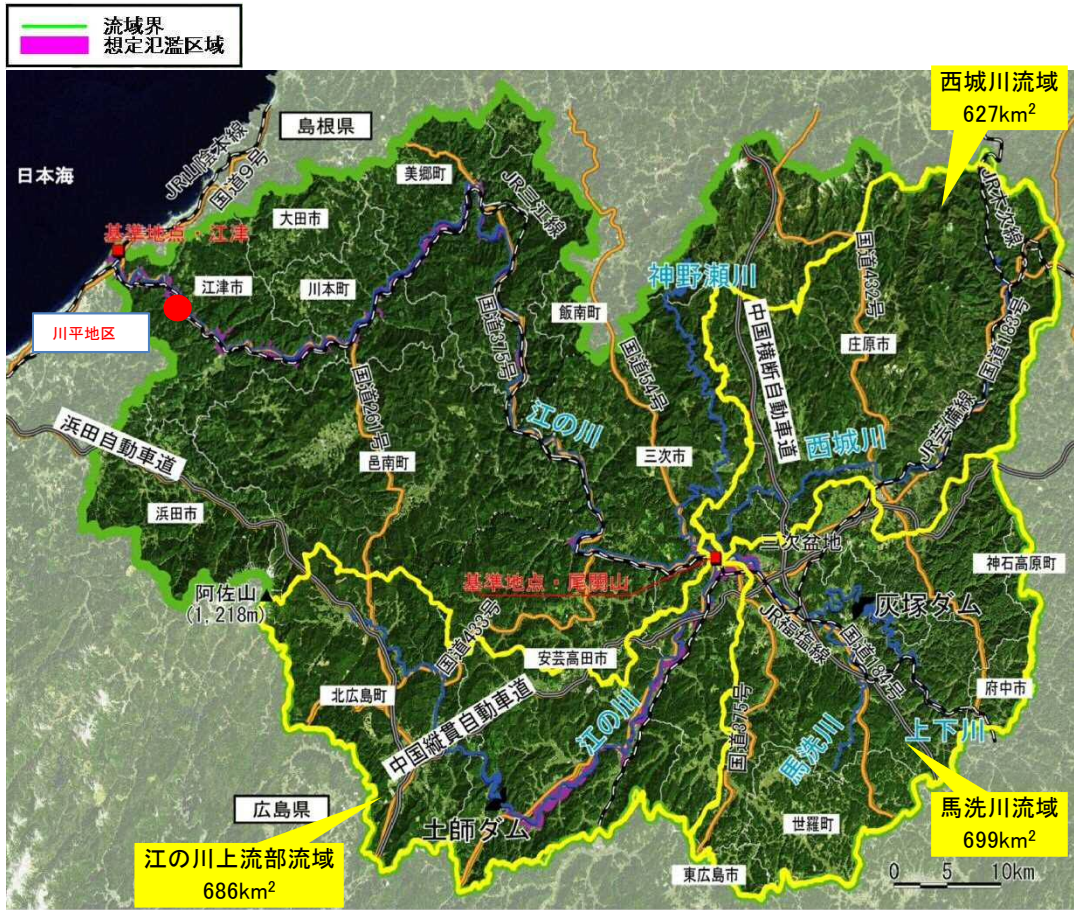 流域界
想定氾濫区域
西城川流域
627km²
島根県
日本海
JR山陰本線
国道9号
美郷町
JR三江線
JR木次線
大田市
基準地点・江津
江津市
川本町
川平地区
神野瀬川
飯南町
国道432号
国道183号
国道375号
国道54号
中国横断自動車道
庄原市
国道261号
江の川
西城川
JR芸備線
浜田自動車道
邑南町
三次市
浜田市
三次盆地
神石高原町
阿佐山
(1,218m)
基準地点・尾関山
灰塚ダム
国道433号
JR福塩線
国道184号
安芸高田市
北広島町
府中市
中国縦貫自動車道
江の川
国道375号
馬洗川
上下川
広島県
土師ダム
世羅町
馬洗川流域
699km²
江の川上流部流域
686km²
東広島市
0 5 10km